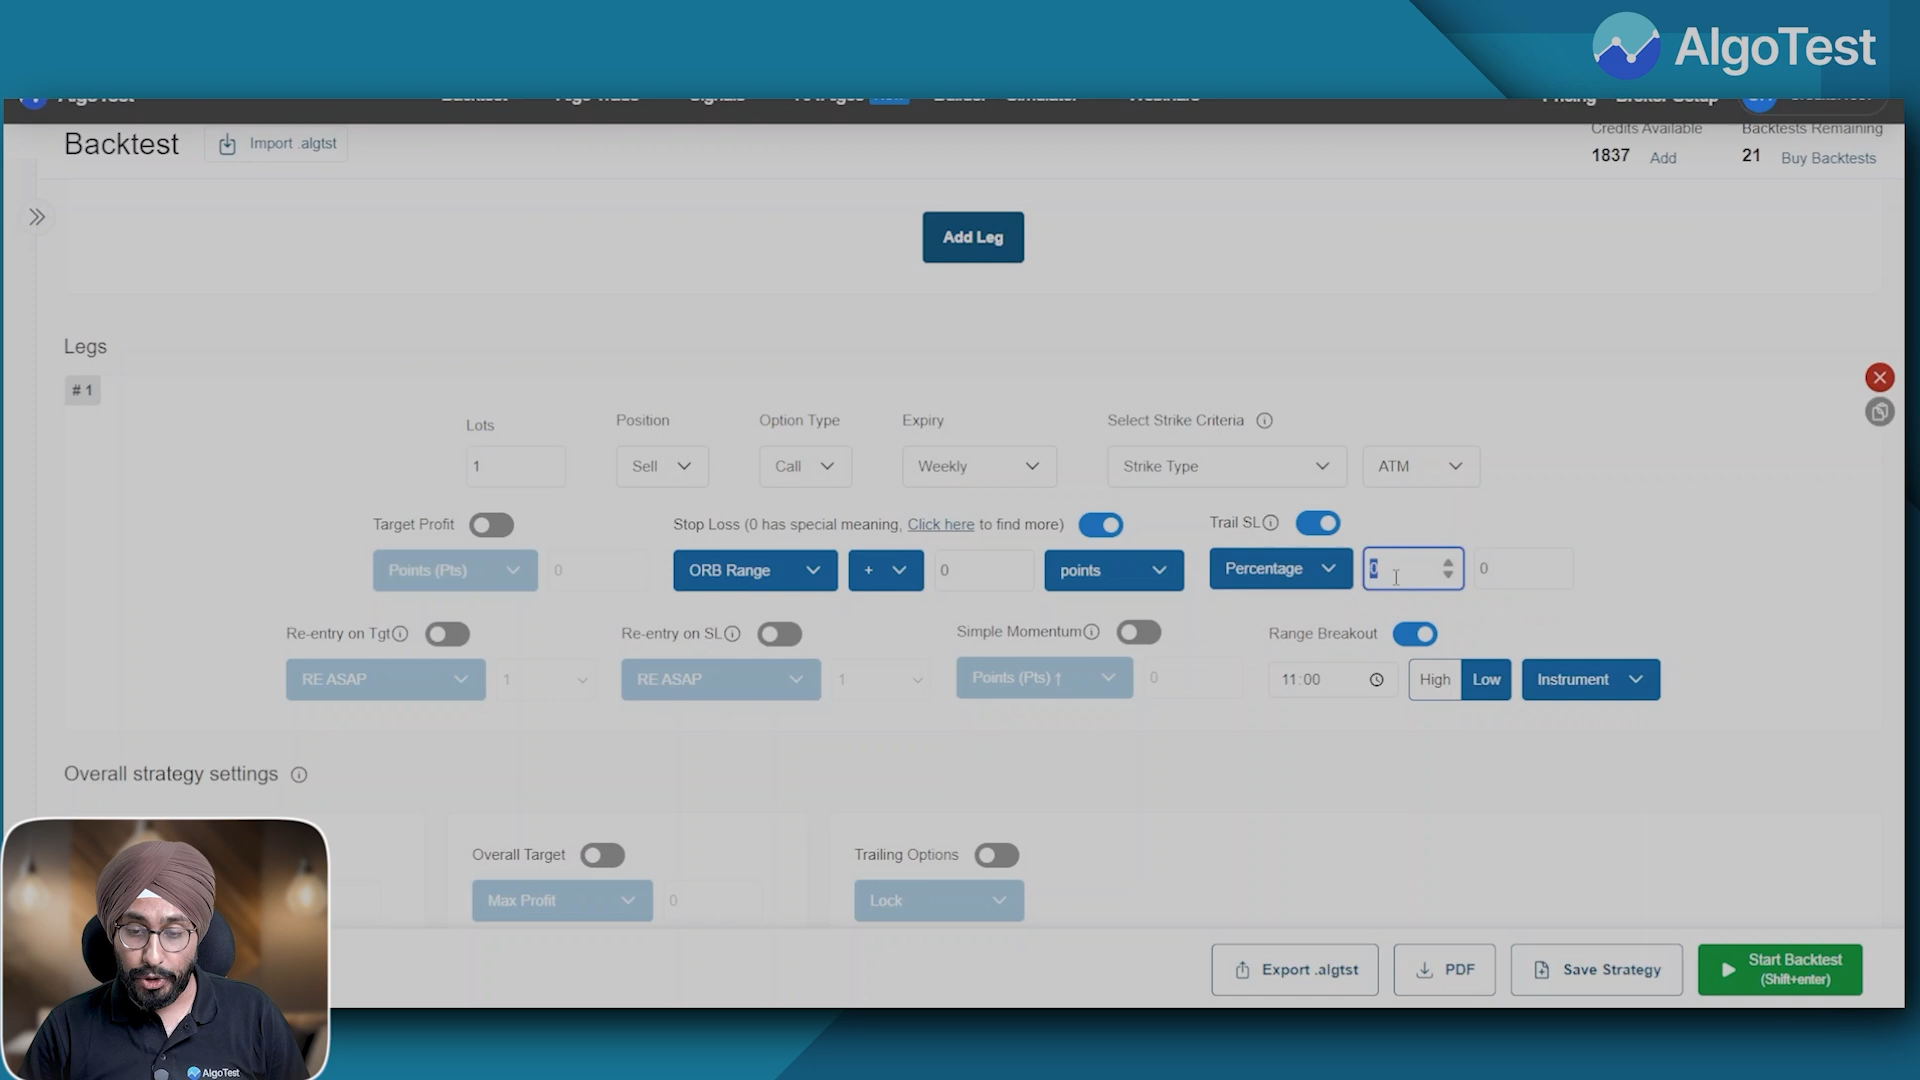 AlgoTest
Backtest
Import .algtst
Credits Available
1837 Add
Backtests Remaining
21 Buy Backtests
Add Leg
Legs
# 1
Lots
Position
Option Type
Expiry
Select Strike Criteria
1
Sell
Call
Weekly
Strike Type
ATM
Target Profit
Stop Loss (0 has special meaning, Click here to find more)
Trail SL
Points (Pts)
0
ORB Range
+
0
points
Percentage
0
0
Re-entry on Tgt
Re-entry on SL
Simple Momentum
Range Breakout
RE ASAP
1
RE ASAP
1
Points (Pts) ↑
0
11:00
High
Low
Instrument
Overall strategy settings
Overall Target
Trailing Options
Max Profit
0
Lock
Export .algtst
PDF
Save Strategy
Start Backtest
(Shift+enter)
AlgoTest